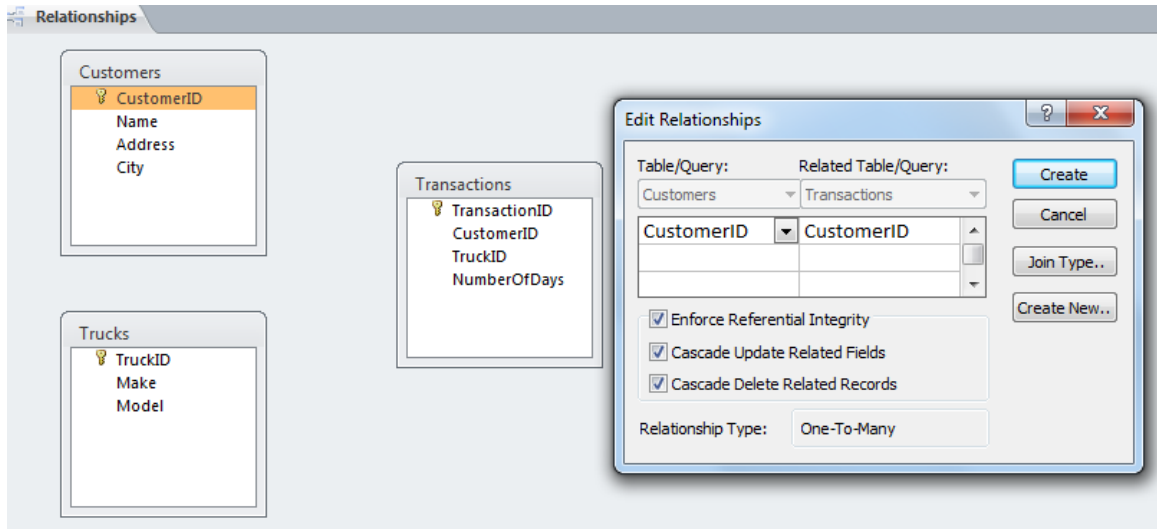 Relationships
Customers
CustomerID
Name
Address
City
Trucks
TruckID
Make
Model
Transactions
TransactionID
CustomerID
TruckID
NumberOfDays
Edit Relationships
?
X
Table/Query: Related Table/Query:
Customers Transactions
CustomerID CustomerID
Enforce Referential Integrity
Cascade Update Related Fields
Cascade Delete Related Records
Relationship Type: One-To-Many
Create
Cancel
Join Type..
Create New..